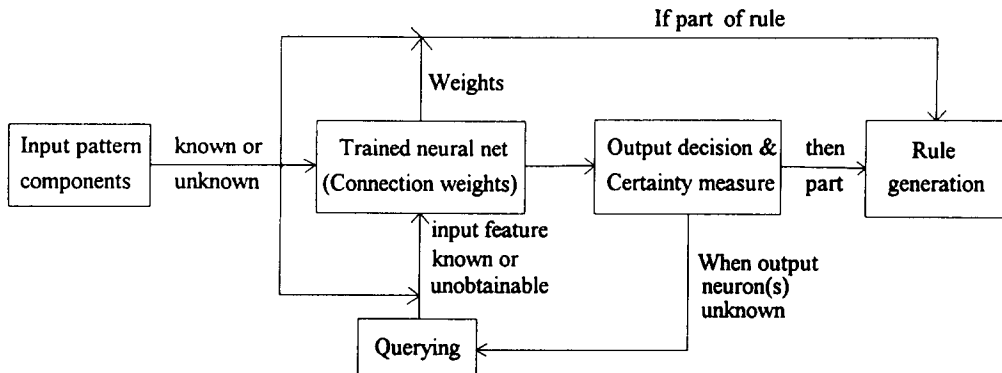 If part of rule
Weights
Input pattern
components
known or
unknown
Trained neural net
(Connection weights)
Output decision &
Certainty measure
then
part
Rule
generation
input feature
known or
unobtainable
When output
neuron(s)
unknown
Querying